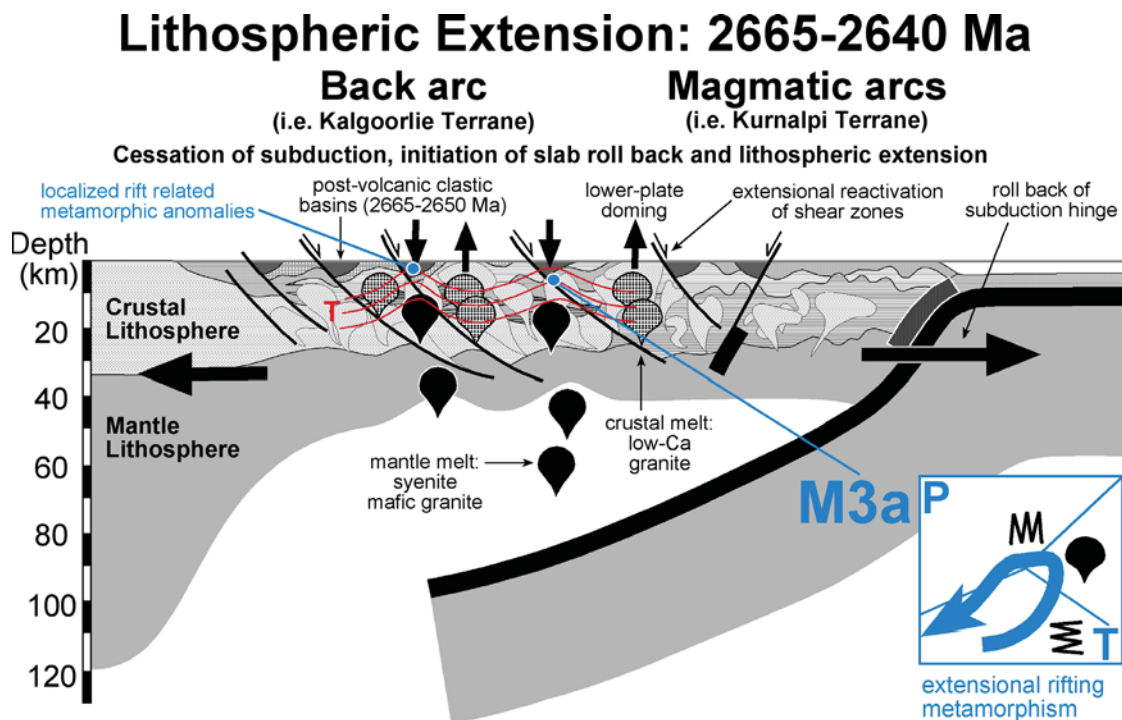 Lithospheric Extension: 2665-2640 Ma
Back arc
(i.e. Kalgoorlie Terrane)
Magmatic arcs
(i.e. Kurnalpi Terrane)
Cessation of subduction, initiation of slab roll back and lithospheric extension
localized rift related
metamorphic anomalies
post-volcanic clastic
basins (2665-2650 Ma)
lower-plate
doming
extensional reactivation
of shear zones
roll back of
subduction hinge
Depth
(km)
20
40
60
80
100
120
Crustal
Lithosphere
T
Mantle
Lithosphere
mantle melt:
syenite
mafic granite
crustal melt:
low-Ca
granite
M3a
P
T
extensional rifting
metamorphism